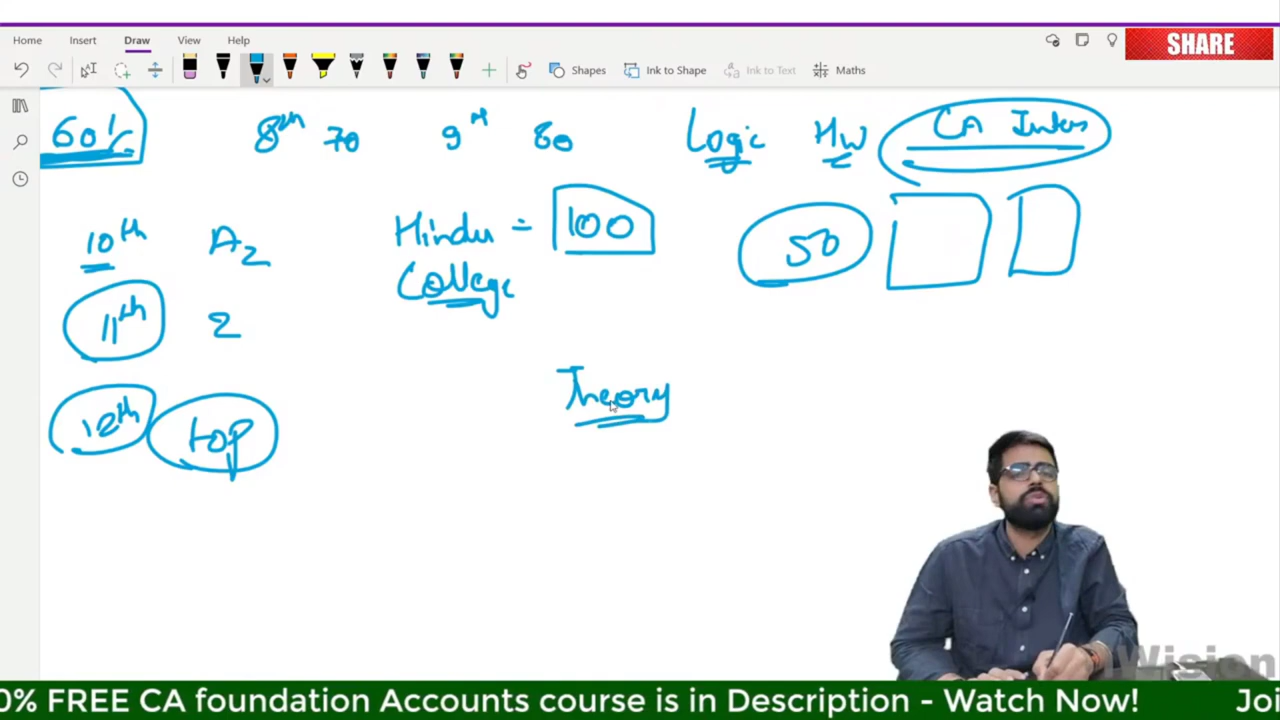 Home Insert Draw View Help
SHARE
Shapes Ink to Shape Ink to Text Maths
60% 8th 70 9th 80 Logic HW CA Inter
10th A2 Hindu = 100 50
College
11th 2
Theory
12th top
Wision
0% FREE CA foundation Accounts course is in Description - Watch Now! Joi